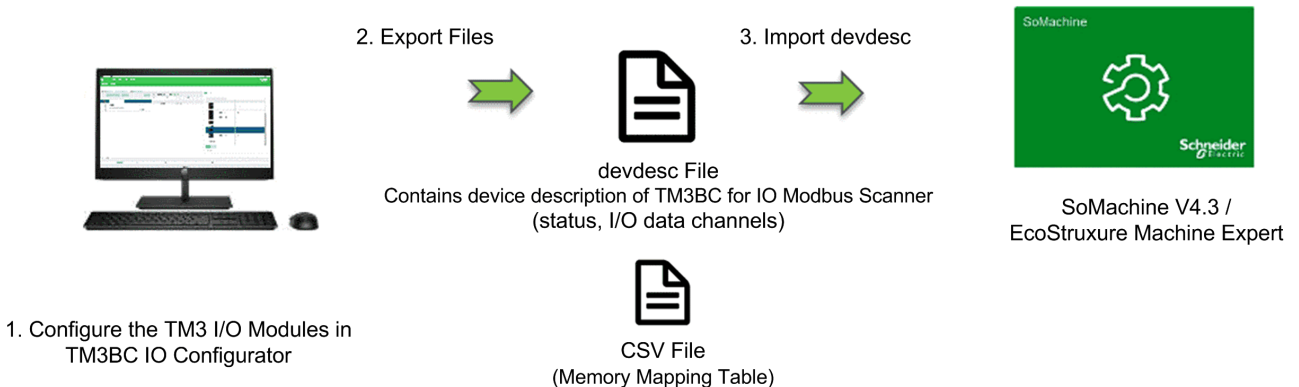 2. Export Files
3. Import devdesc
SoMachine
Schneider
Electric
devdesc File
Contains device description of TM3BC for IO Modbus Scanner
(status, I/O data channels)
SoMachine V4.3 /
EcoStruxure Machine Expert
1. Configure the TM3 I/O Modules in
TM3BC IO Configurator
CSV File
(Memory Mapping Table)